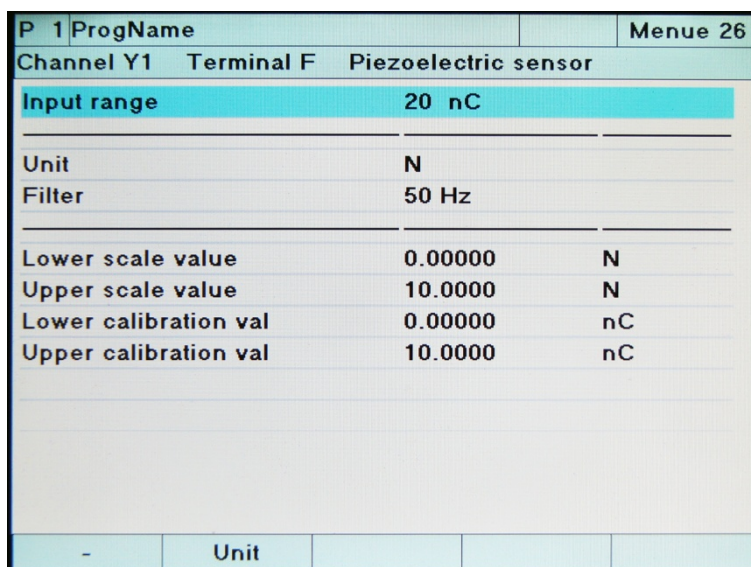 P 1 ProgName Menue 26
Channel Y1 Terminal F Piezoelectric sensor
Input range 20 nC
Unit N
Filter 50 Hz
Lower scale value 0.00000 N
Upper scale value 10.0000 N
Lower calibration val 0.00000 nC
Upper calibration val 10.0000 nC
- Unit